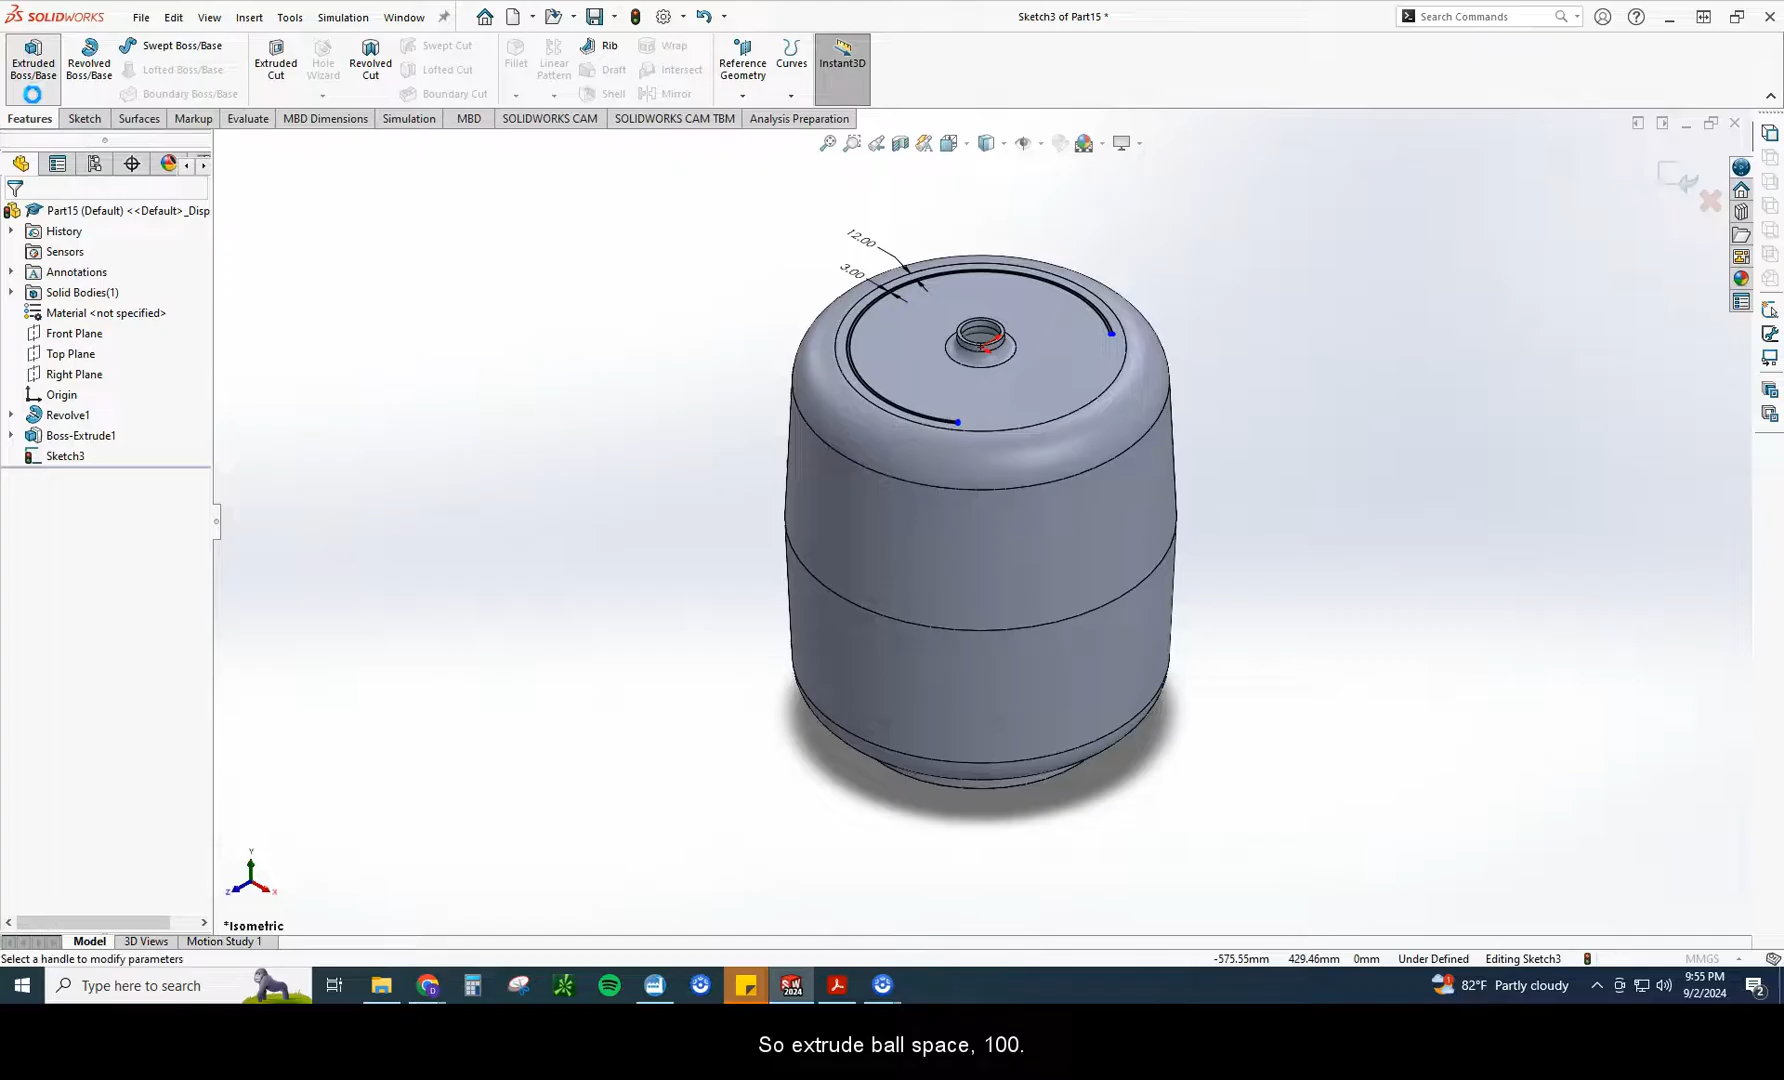 SOLIDWORKS File Edit View Insert Tools Simulation Window Sketch3 of Part15 * Search Commands
Extruded Boss/Base
Revolved Boss/Base
Swept Boss/Base
Lofted Boss/Base
Boundary Boss/Base
Extruded Cut
Hole Wizard
Revolved Cut
Swept Cut
Lofted Cut
Boundary Cut
Fillet
Linear Pattern
Rib
Draft
Shell
Wrap
Intersect
Mirror
Reference Geometry
Curves
Instant3D
Features Sketch Surfaces Markup Evaluate MBD Dimensions Simulation MBD SOLIDWORKS CAM SOLIDWORKS CAM TBM Analysis Preparation
Part15 (Default) <<Default>_Disp
History
Sensors
Annotations
Solid Bodies(1)
Material <not specified>
Front Plane
Top Plane
Right Plane
Origin
Revolve1
Boss-Extrude1
Sketch3
12.00
3.00
Y
Z
X
*Isometric
Model 3D Views Motion Study 1
Select a handle to modify parameters -575.55mm 429.46mm 0mm Under Defined Editing Sketch3 MMGS
Type here to search
SW 2024
82°F Partly cloudy
9:55 PM
9/2/2024
2
So extrude ball space, 100.